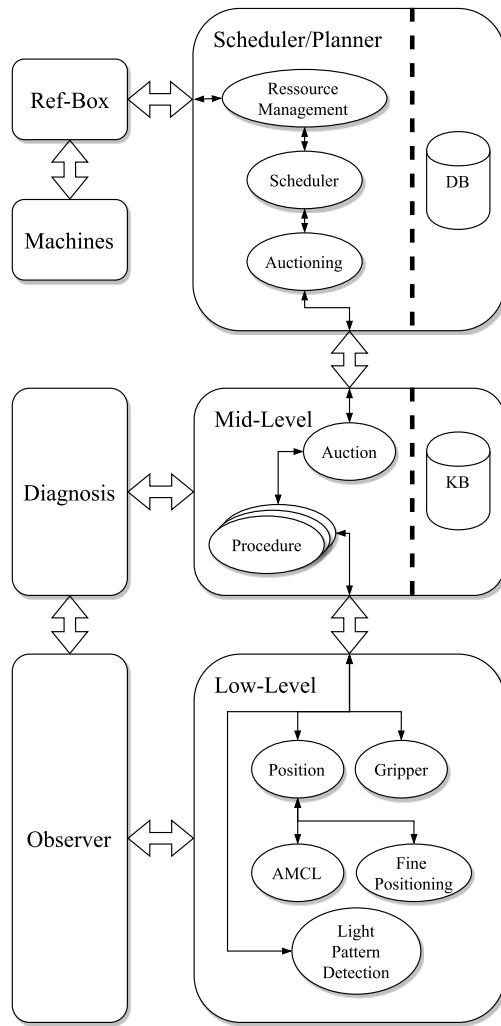 Scheduler/Planner
Ref-Box
Ressource
Management
Scheduler
DB
Machines
Auctioning
Mid-Level
Auction
KB
Diagnosis
Procedure
Low-Level
Position
Gripper
Observer
AMCL
Fine
Positioning
Light
Pattern
Detection